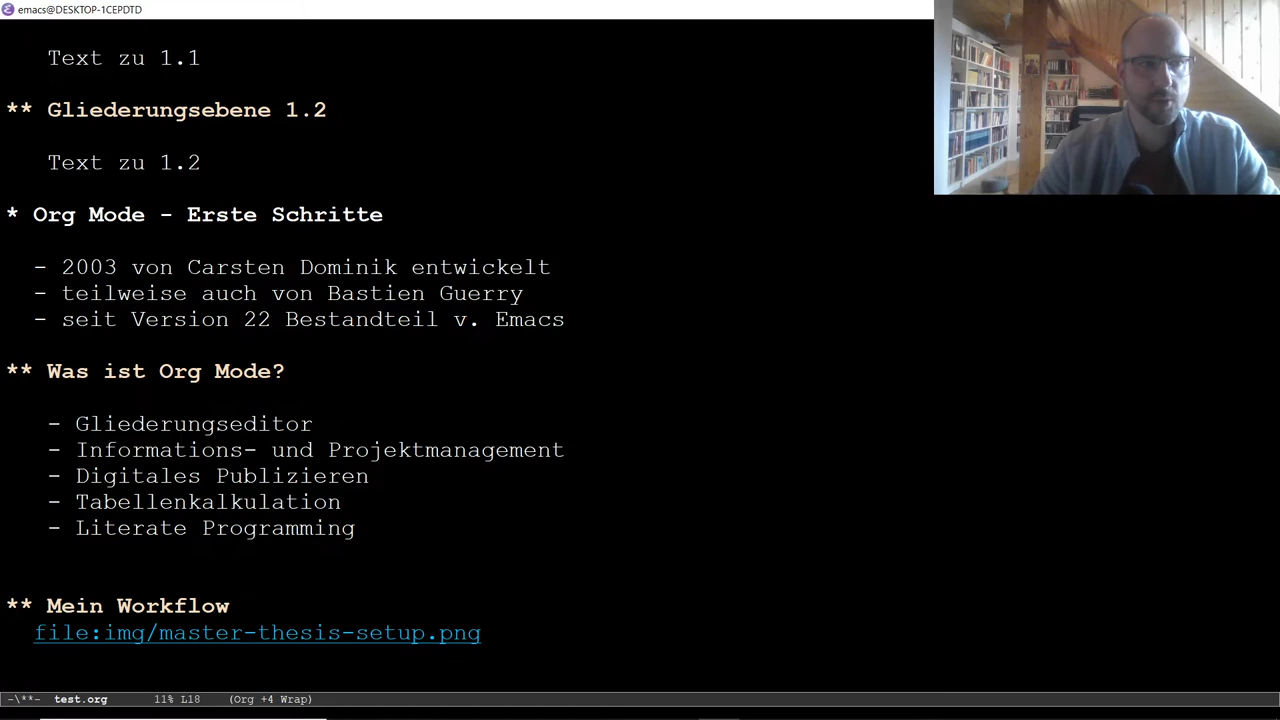 emacs@DESKTOP-1CEPDTD
Text zu 1.1
** Gliederungsebene 1.2
Text zu 1.2
* Org Mode - Erste Schritte
- 2003 von Carsten Dominik entwickelt
- teilweise auch von Bastien Guerry
- seit Version 22 Bestandteil v. Emacs
** Was ist Org Mode?
- Gliederungseditor
- Informations- und Projektmanagement
- Digitales Publizieren
- Tabellenkalkulation
- Literate Programming
** Mein Workflow
file:img/master-thesis-setup.png
-\**-  test.org  11% L18  (Org +4 Wrap)